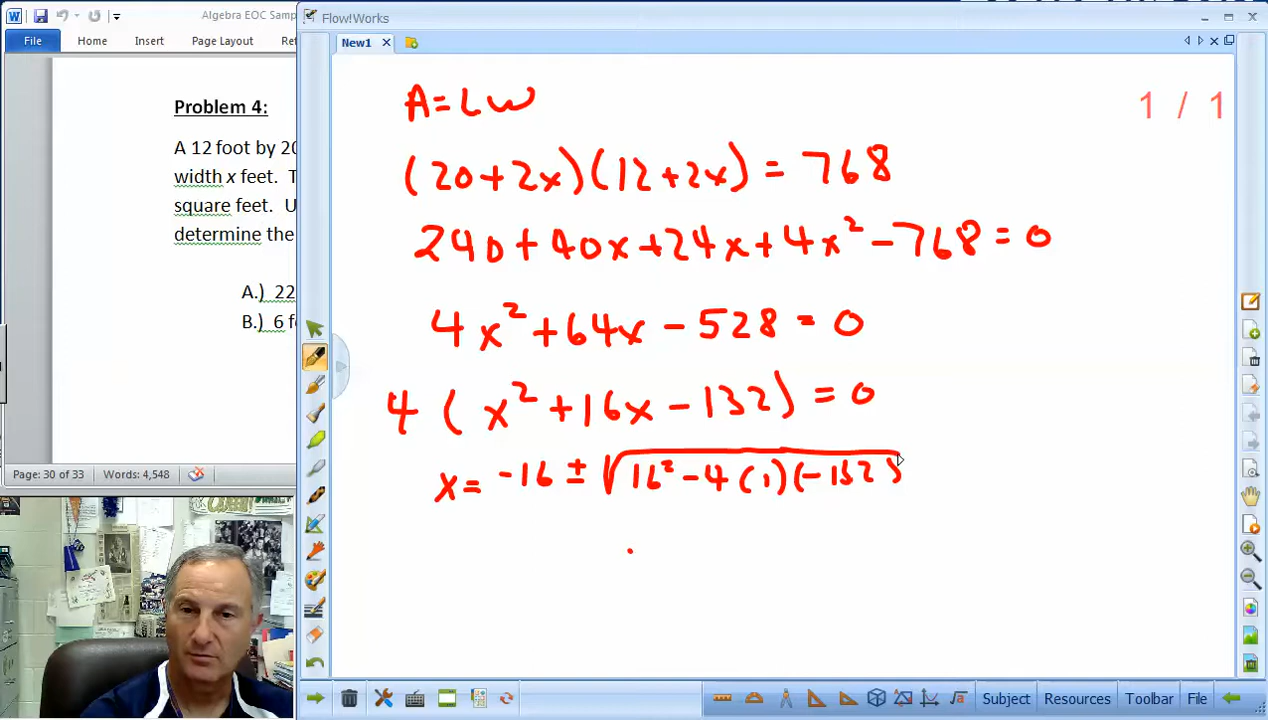 Algebra EOC Samp
Flow!Works
File Home Insert Page Layout Ref
New1
Problem 4:
A 12 foot by 20
width x feet. T
square feet. U
determine the
A.) 22
B.) 6 f
A = L W
1 / 1
(20+2x)(12+2x) = 768
240 + 40x + 24x + 4x² - 768 = 0
4x² + 64x - 528 = 0
4 ( x² + 16x - 132) = 0
x = -16 ± √16² - 4 (1)(-132)
Page: 30 of 33 Words: 4,548
Subject Resources Toolbar File